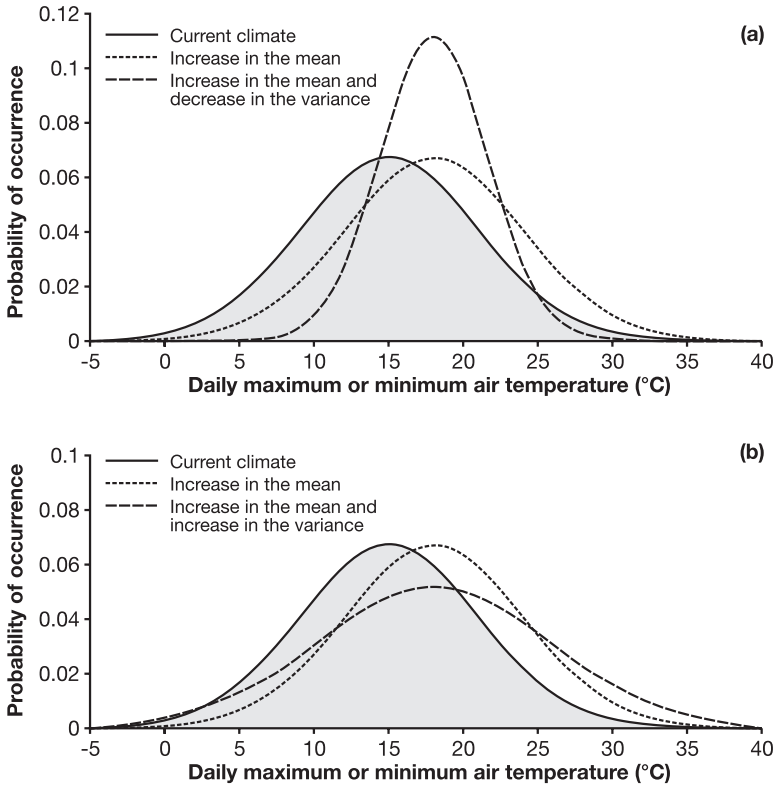 (a)
Current climate
Increase in the mean
Increase in the mean and
decrease in the variance
Probability of occurrence
0.12
0.1
0.08
0.06
0.04
0.02
0
-5 0 5 10 15 20 25 30 35 40
Daily maximum or minimum air temperature (°C)
(b)
Current climate
Increase in the mean
Increase in the mean and
increase in the variance
Probability of occurrence
0.1
0.08
0.06
0.04
0.02
0
-5 0 5 10 15 20 25 30 35 40
Daily maximum or minimum air temperature (°C)